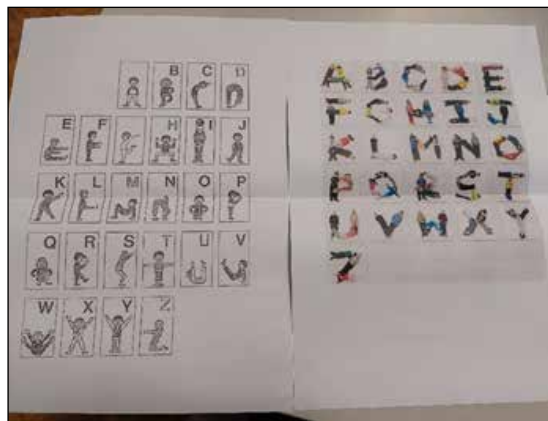 B C D
E F H I J
K L M N O P
Q R S T U V
W X Y Z
A B C D E
F G H I J
K L M N O
P Q R S T
U V W X Y
Z